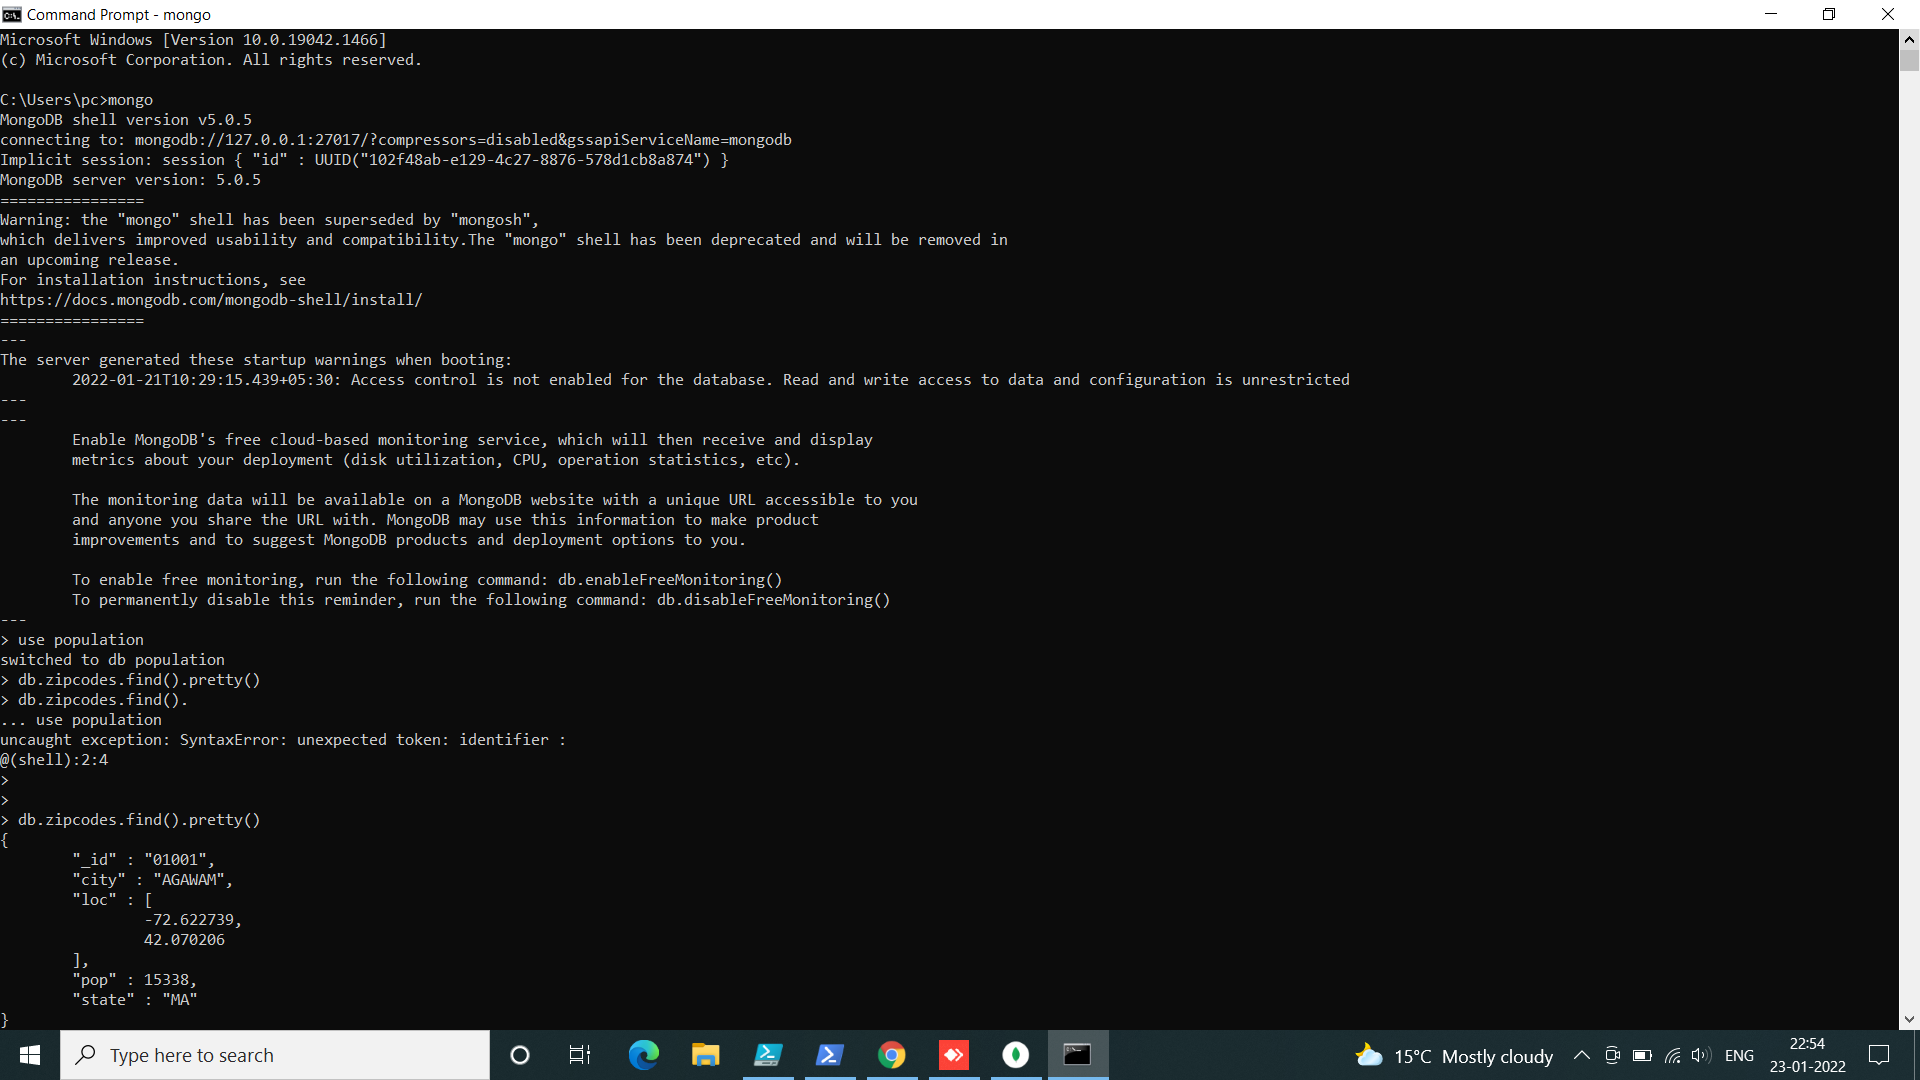 Command Prompt - mongo
Microsoft Windows [Version 10.0.19042.1466]
(c) Microsoft Corporation. All rights reserved.
C:\Users\pc>mongo
MongoDB shell version v5.0.5
connecting to: mongodb://127.0.0.1:27017/?compressors=disabled&gssapiServiceName=mongodb
Implicit session: session { "id" : UUID("102f48ab-e129-4c27-8876-578d1cb8a874") }
MongoDB server version: 5.0.5
================
Warning: the "mongo" shell has been superseded by "mongosh",
which delivers improved usability and compatibility.The "mongo" shell has been deprecated and will be removed in
an upcoming release.
For installation instructions, see
https://docs.mongodb.com/mongodb-shell/install/
================
---
The server generated these startup warnings when booting:
2022-01-21T10:29:15.439+05:30: Access control is not enabled for the database. Read and write access to data and configuration is unrestricted
---
---
Enable MongoDB's free cloud-based monitoring service, which will then receive and display
metrics about your deployment (disk utilization, CPU, operation statistics, etc).
The monitoring data will be available on a MongoDB website with a unique URL accessible to you
and anyone you share the URL with. MongoDB may use this information to make product
improvements and to suggest MongoDB products and deployment options to you.
To enable free monitoring, run the following command: db.enableFreeMonitoring()
To permanently disable this reminder, run the following command: db.disableFreeMonitoring()
---
> use population
switched to db population
> db.zipcodes.find().pretty()
> db.zipcodes.find().
... use population
uncaught exception: SyntaxError: unexpected token: identifier :
@(shell):2:4
>
>
> db.zipcodes.find().pretty()
{
"_id" : "01001",
"city" : "AGAWAM",
"loc" : [
-72.622739,
42.070206
],
"pop" : 15338,
"state" : "MA"
}
Type here to search
15°C Mostly cloudy
ENG
22:54
23-01-2022